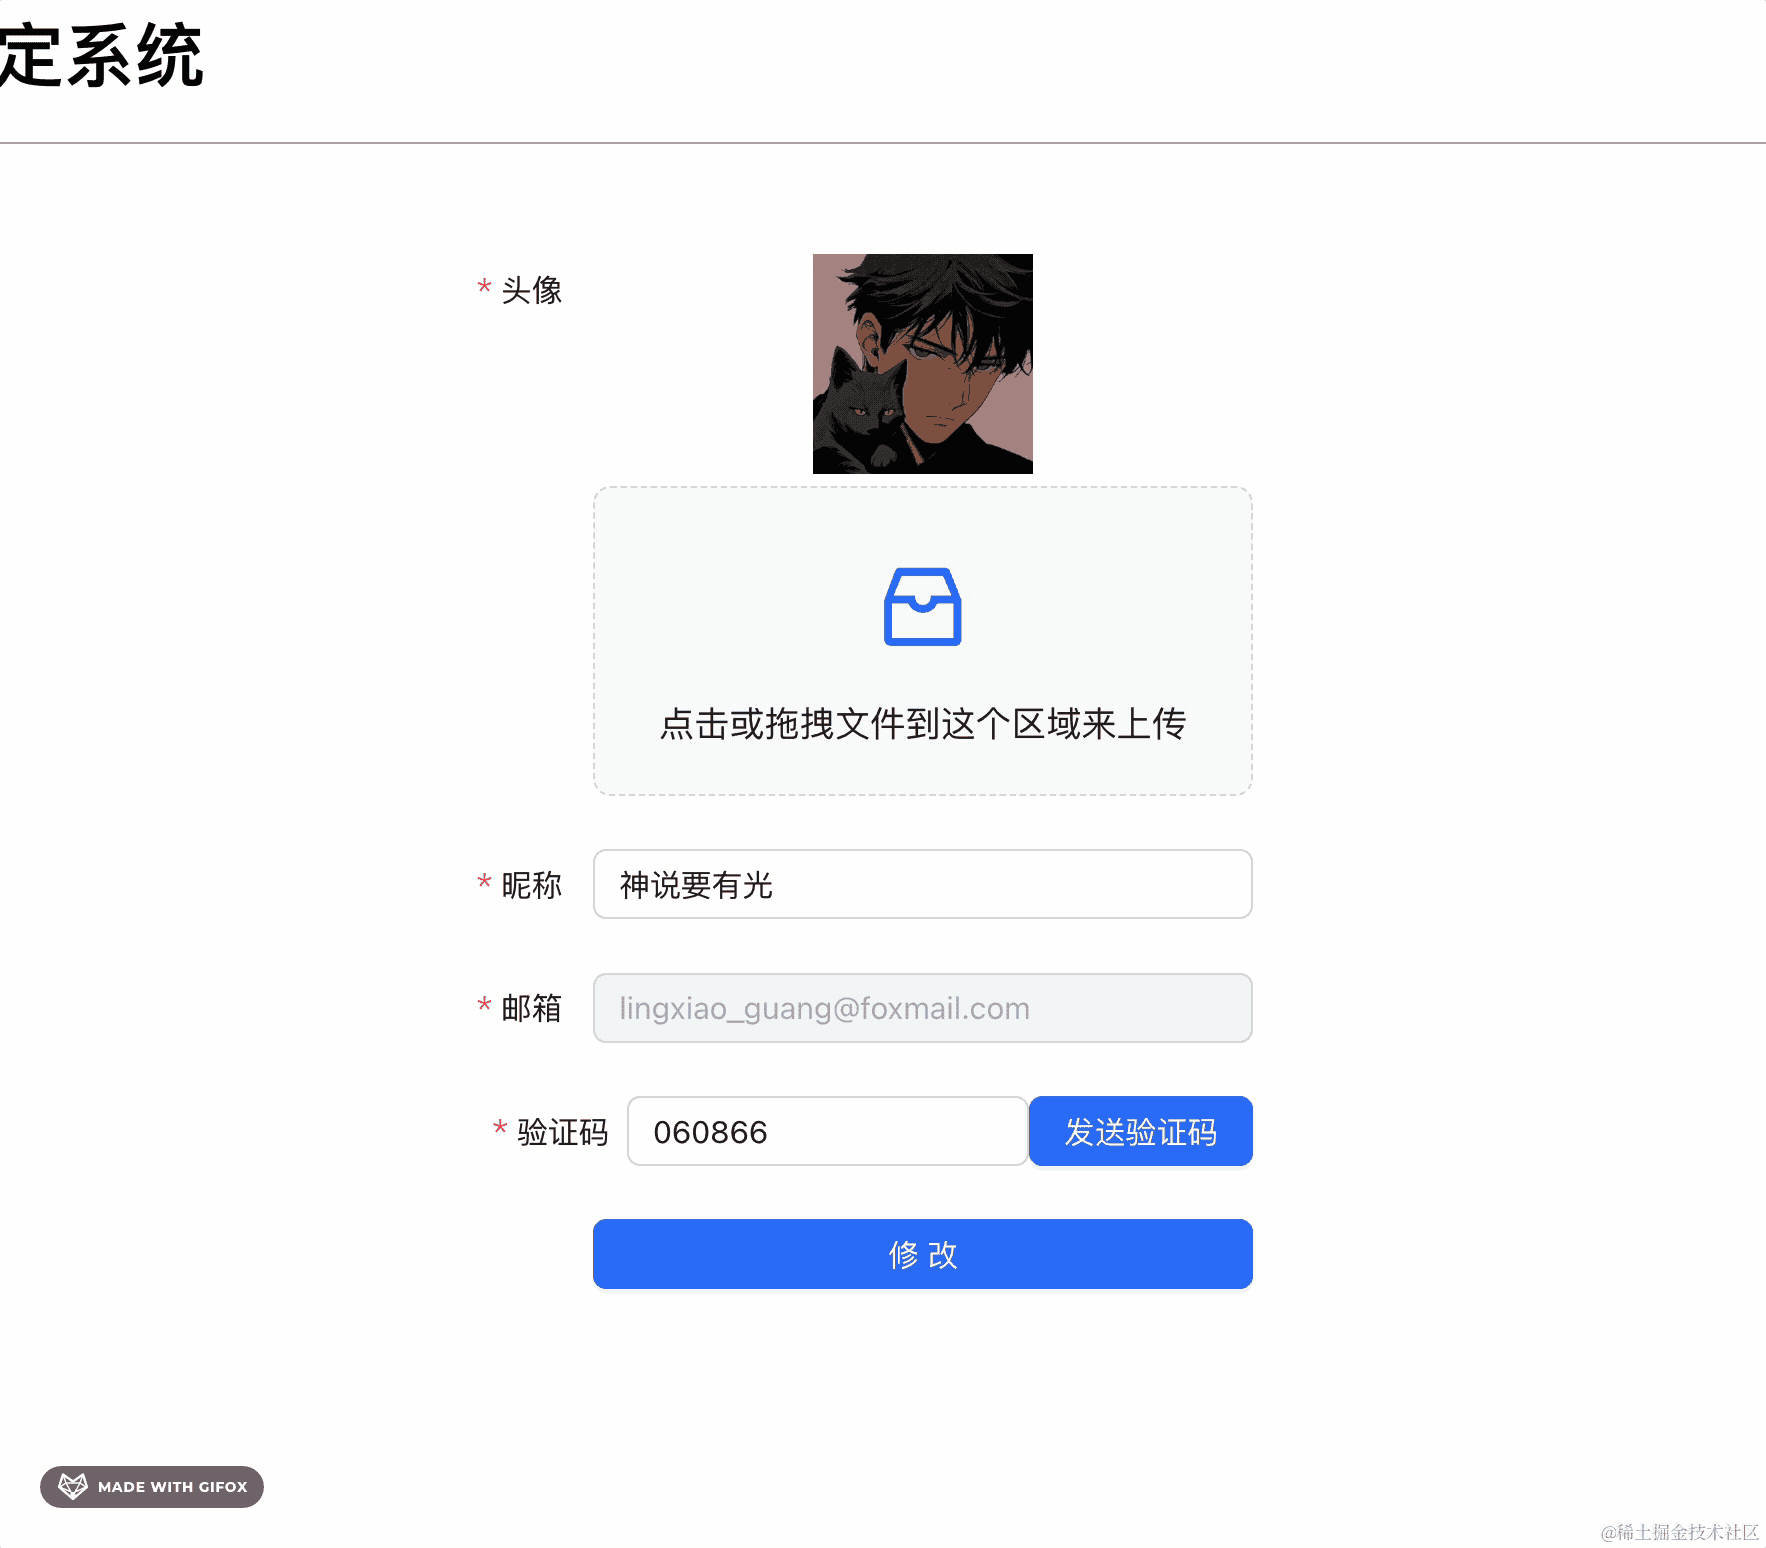 定系统
* 头像
点击或拖拽文件到这个区域来上传
* 昵称 神说要有光
* 邮箱 lingxiao_guang@foxmail.com
* 验证码 060866 发送验证码
修 改
MADE WITH GIFOX
@稀土掘金技术社区